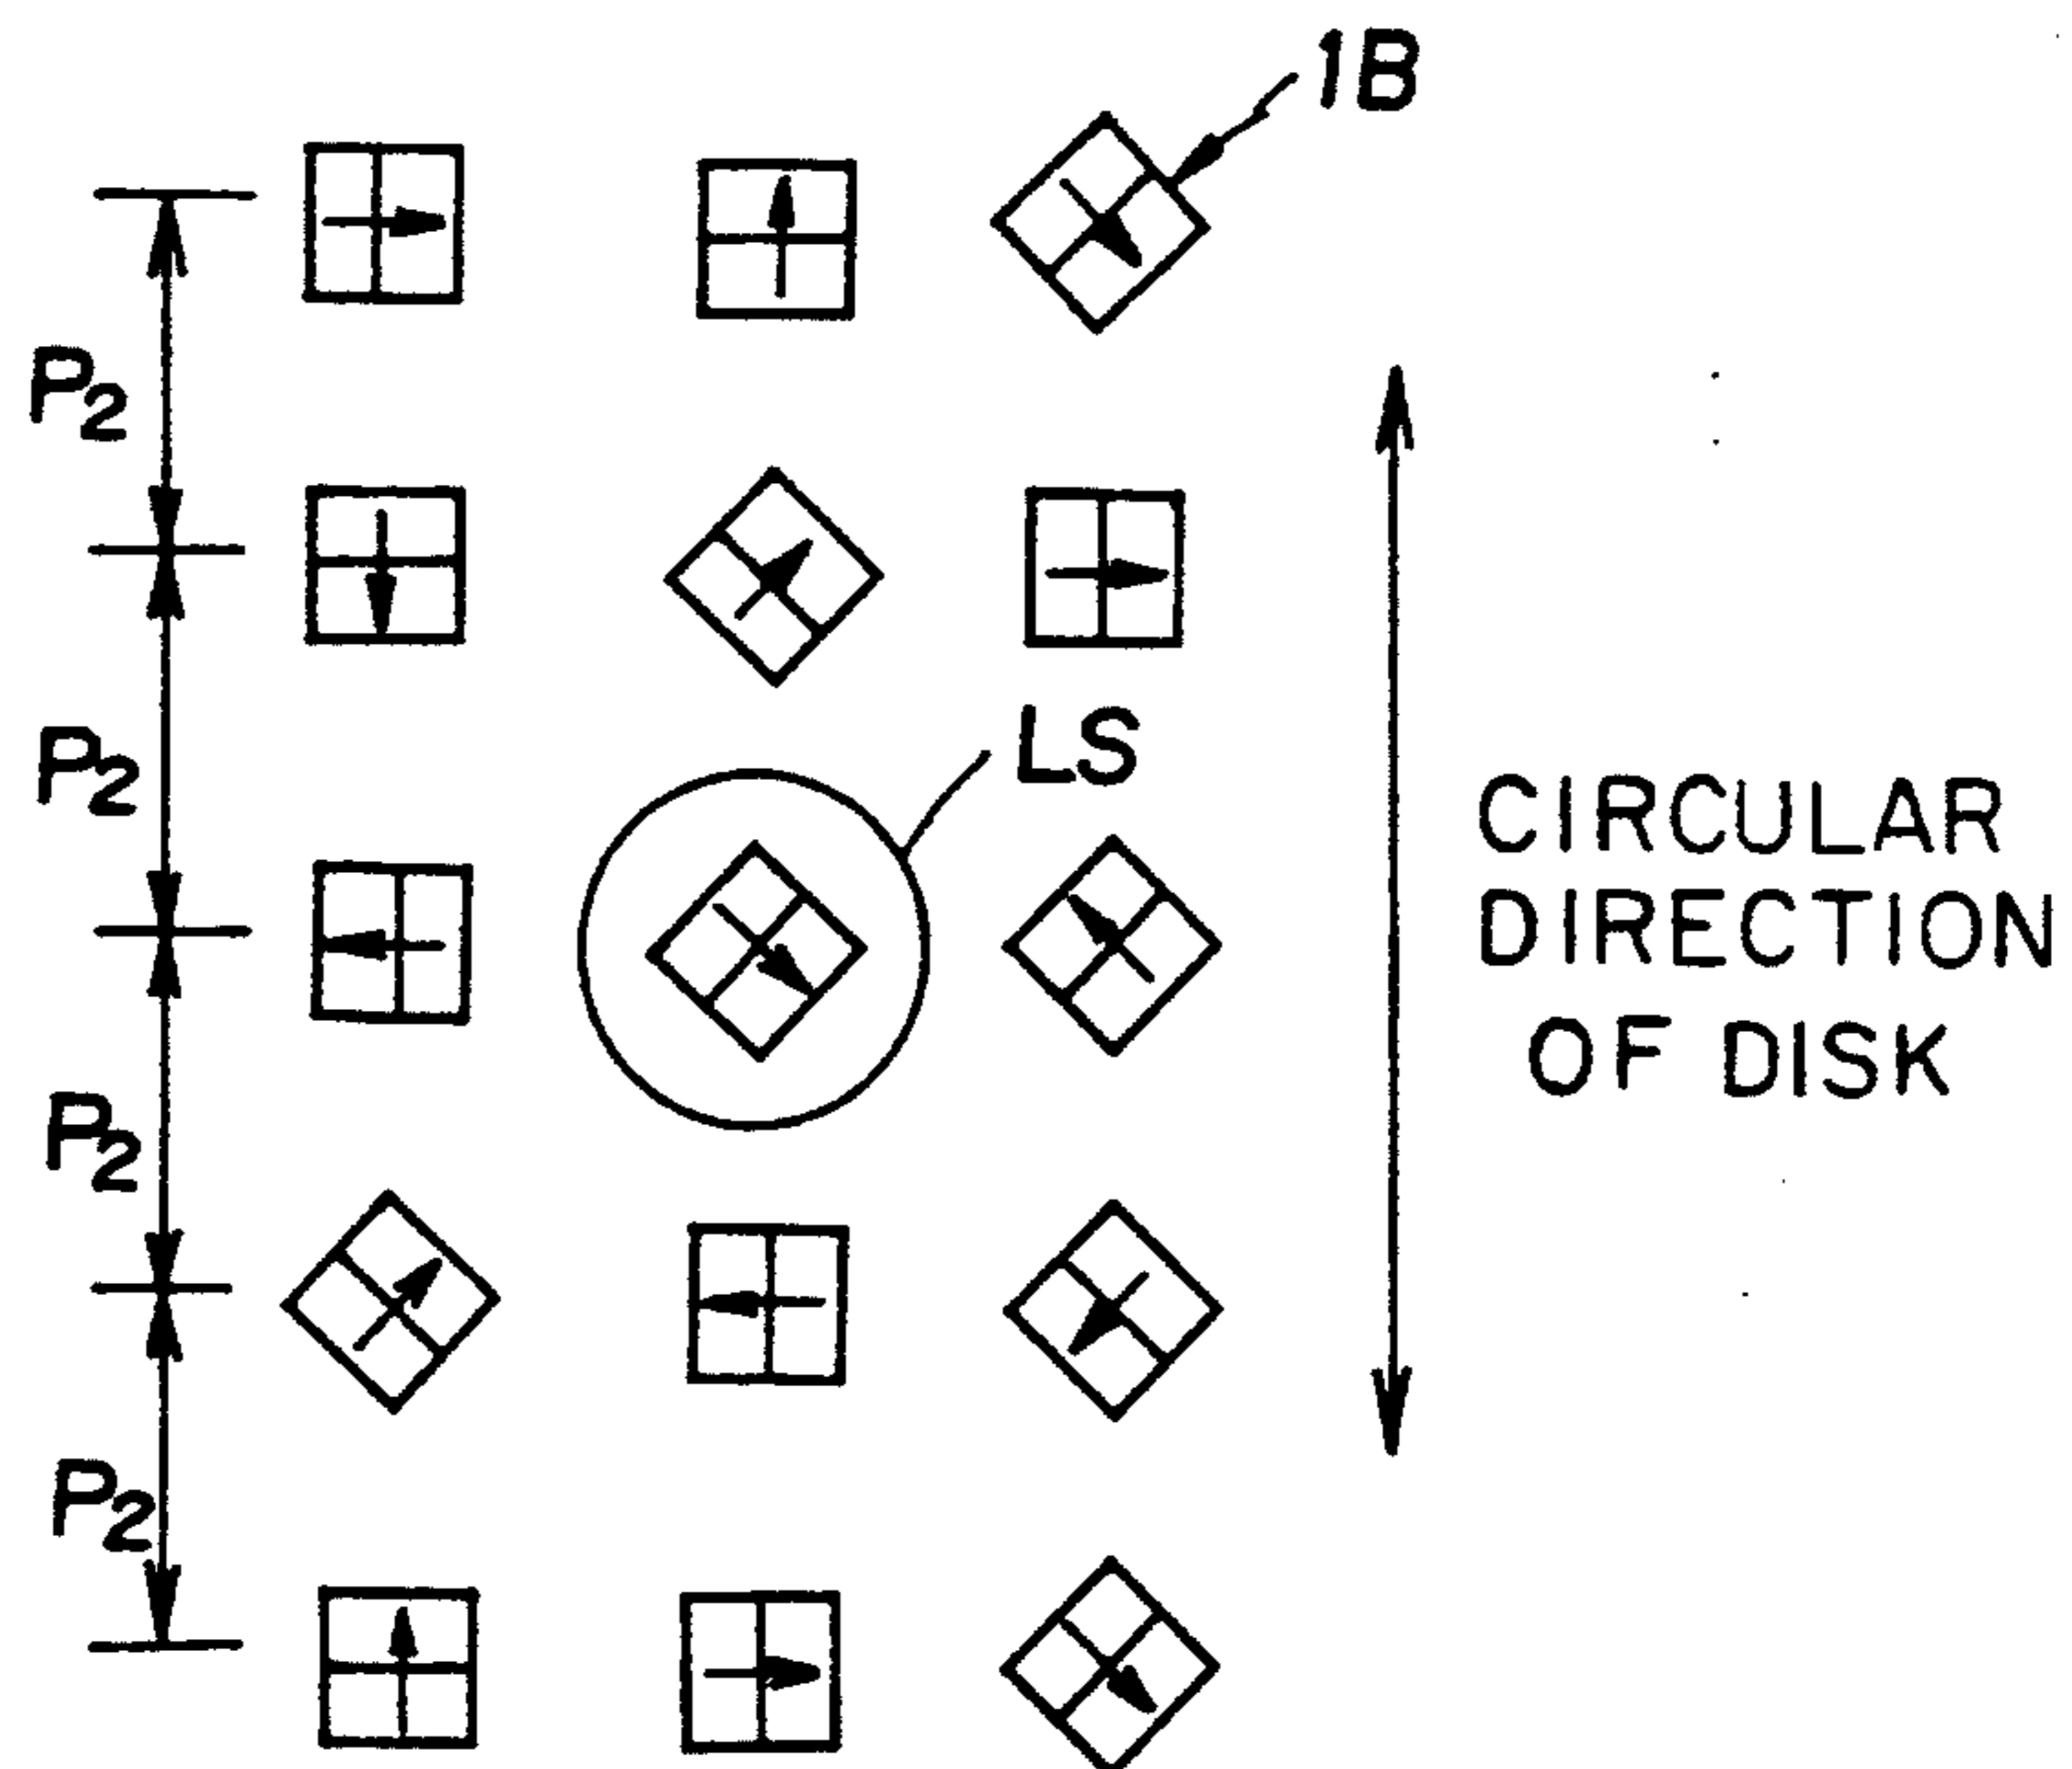 1B
P2
LS
P2
CIRCULAR
DIRECTION
OF DISK
P2
P2